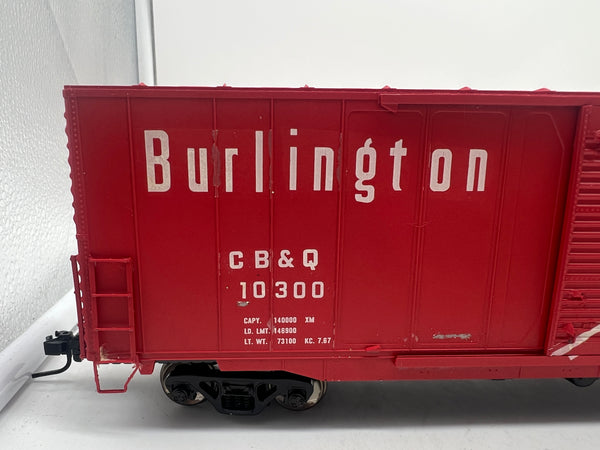 Burlington
CB&Q
10300
CAPY. 140000 XM
LD. LMT. 146900
LT. WT. 73100 KC. 7.67